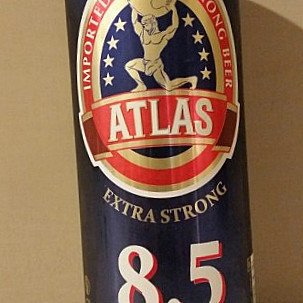 IMPORTED
STRONG BEER
ATLAS
EXTRA STRONG
8.5